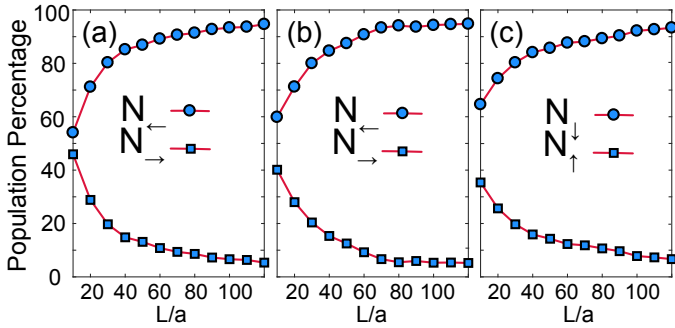 Population Percentage
100
80
60
40
20
0
(a)
N←
N→
20 40 60 80 100
L/a
(b)
N←
N→
20 40 60 80 100
L/a
(c)
N↓
N↑
20 40 60 80 100
L/a